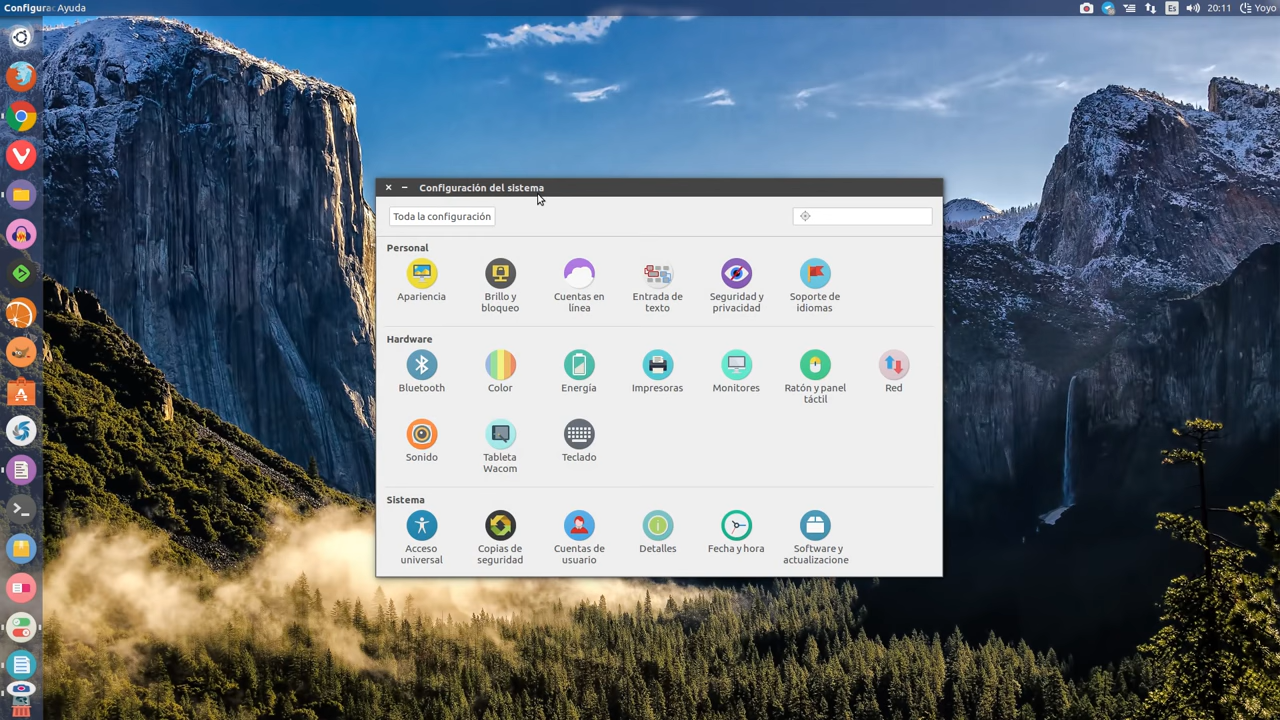 Configurac Ayuda
Es
20:11
Yoyo
Configuración del sistema
Toda la configuración
Personal
Apariencia
Brillo y
bloqueo
Cuentas en
línea
Entrada de
texto
Seguridad y
privacidad
Soporte de
idiomas
Hardware
Bluetooth
Color
Energía
Impresoras
Monitores
Ratón y panel
táctil
Red
Sonido
Tableta
Wacom
Teclado
Sistema
Acceso
universal
Copias de
seguridad
Cuentas de
usuario
Detalles
Fecha y hora
Software y
actualizacione